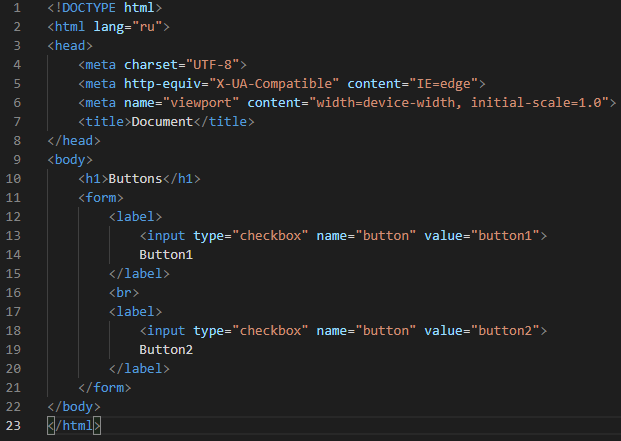 1 <!DOCTYPE html>
2 <html lang="ru">
3 <head>
4     <meta charset="UTF-8">
5     <meta http-equiv="X-UA-Compatible" content="IE=edge">
6     <meta name="viewport" content="width=device-width, initial-scale=1.0">
7     <title>Document</title>
8 </head>
9 <body>
10     <h1>Buttons</h1>
11     <form>
12         <label>
13             <input type="checkbox" name="button" value="button1">
14             Button1
15         </label>
16         <br>
17         <label>
18             <input type="checkbox" name="button" value="button2">
19             Button2
20         </label>
21     </form>
22 </body>
23 </html>